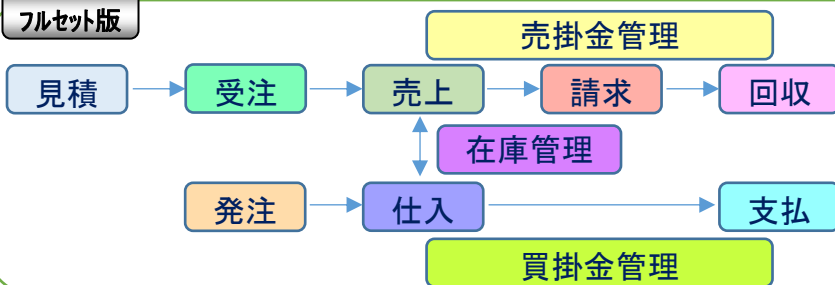 フルセット版
売掛金管理
見積
受注
売上
請求
回収
在庫管理
発注
仕入
支払
買掛金管理